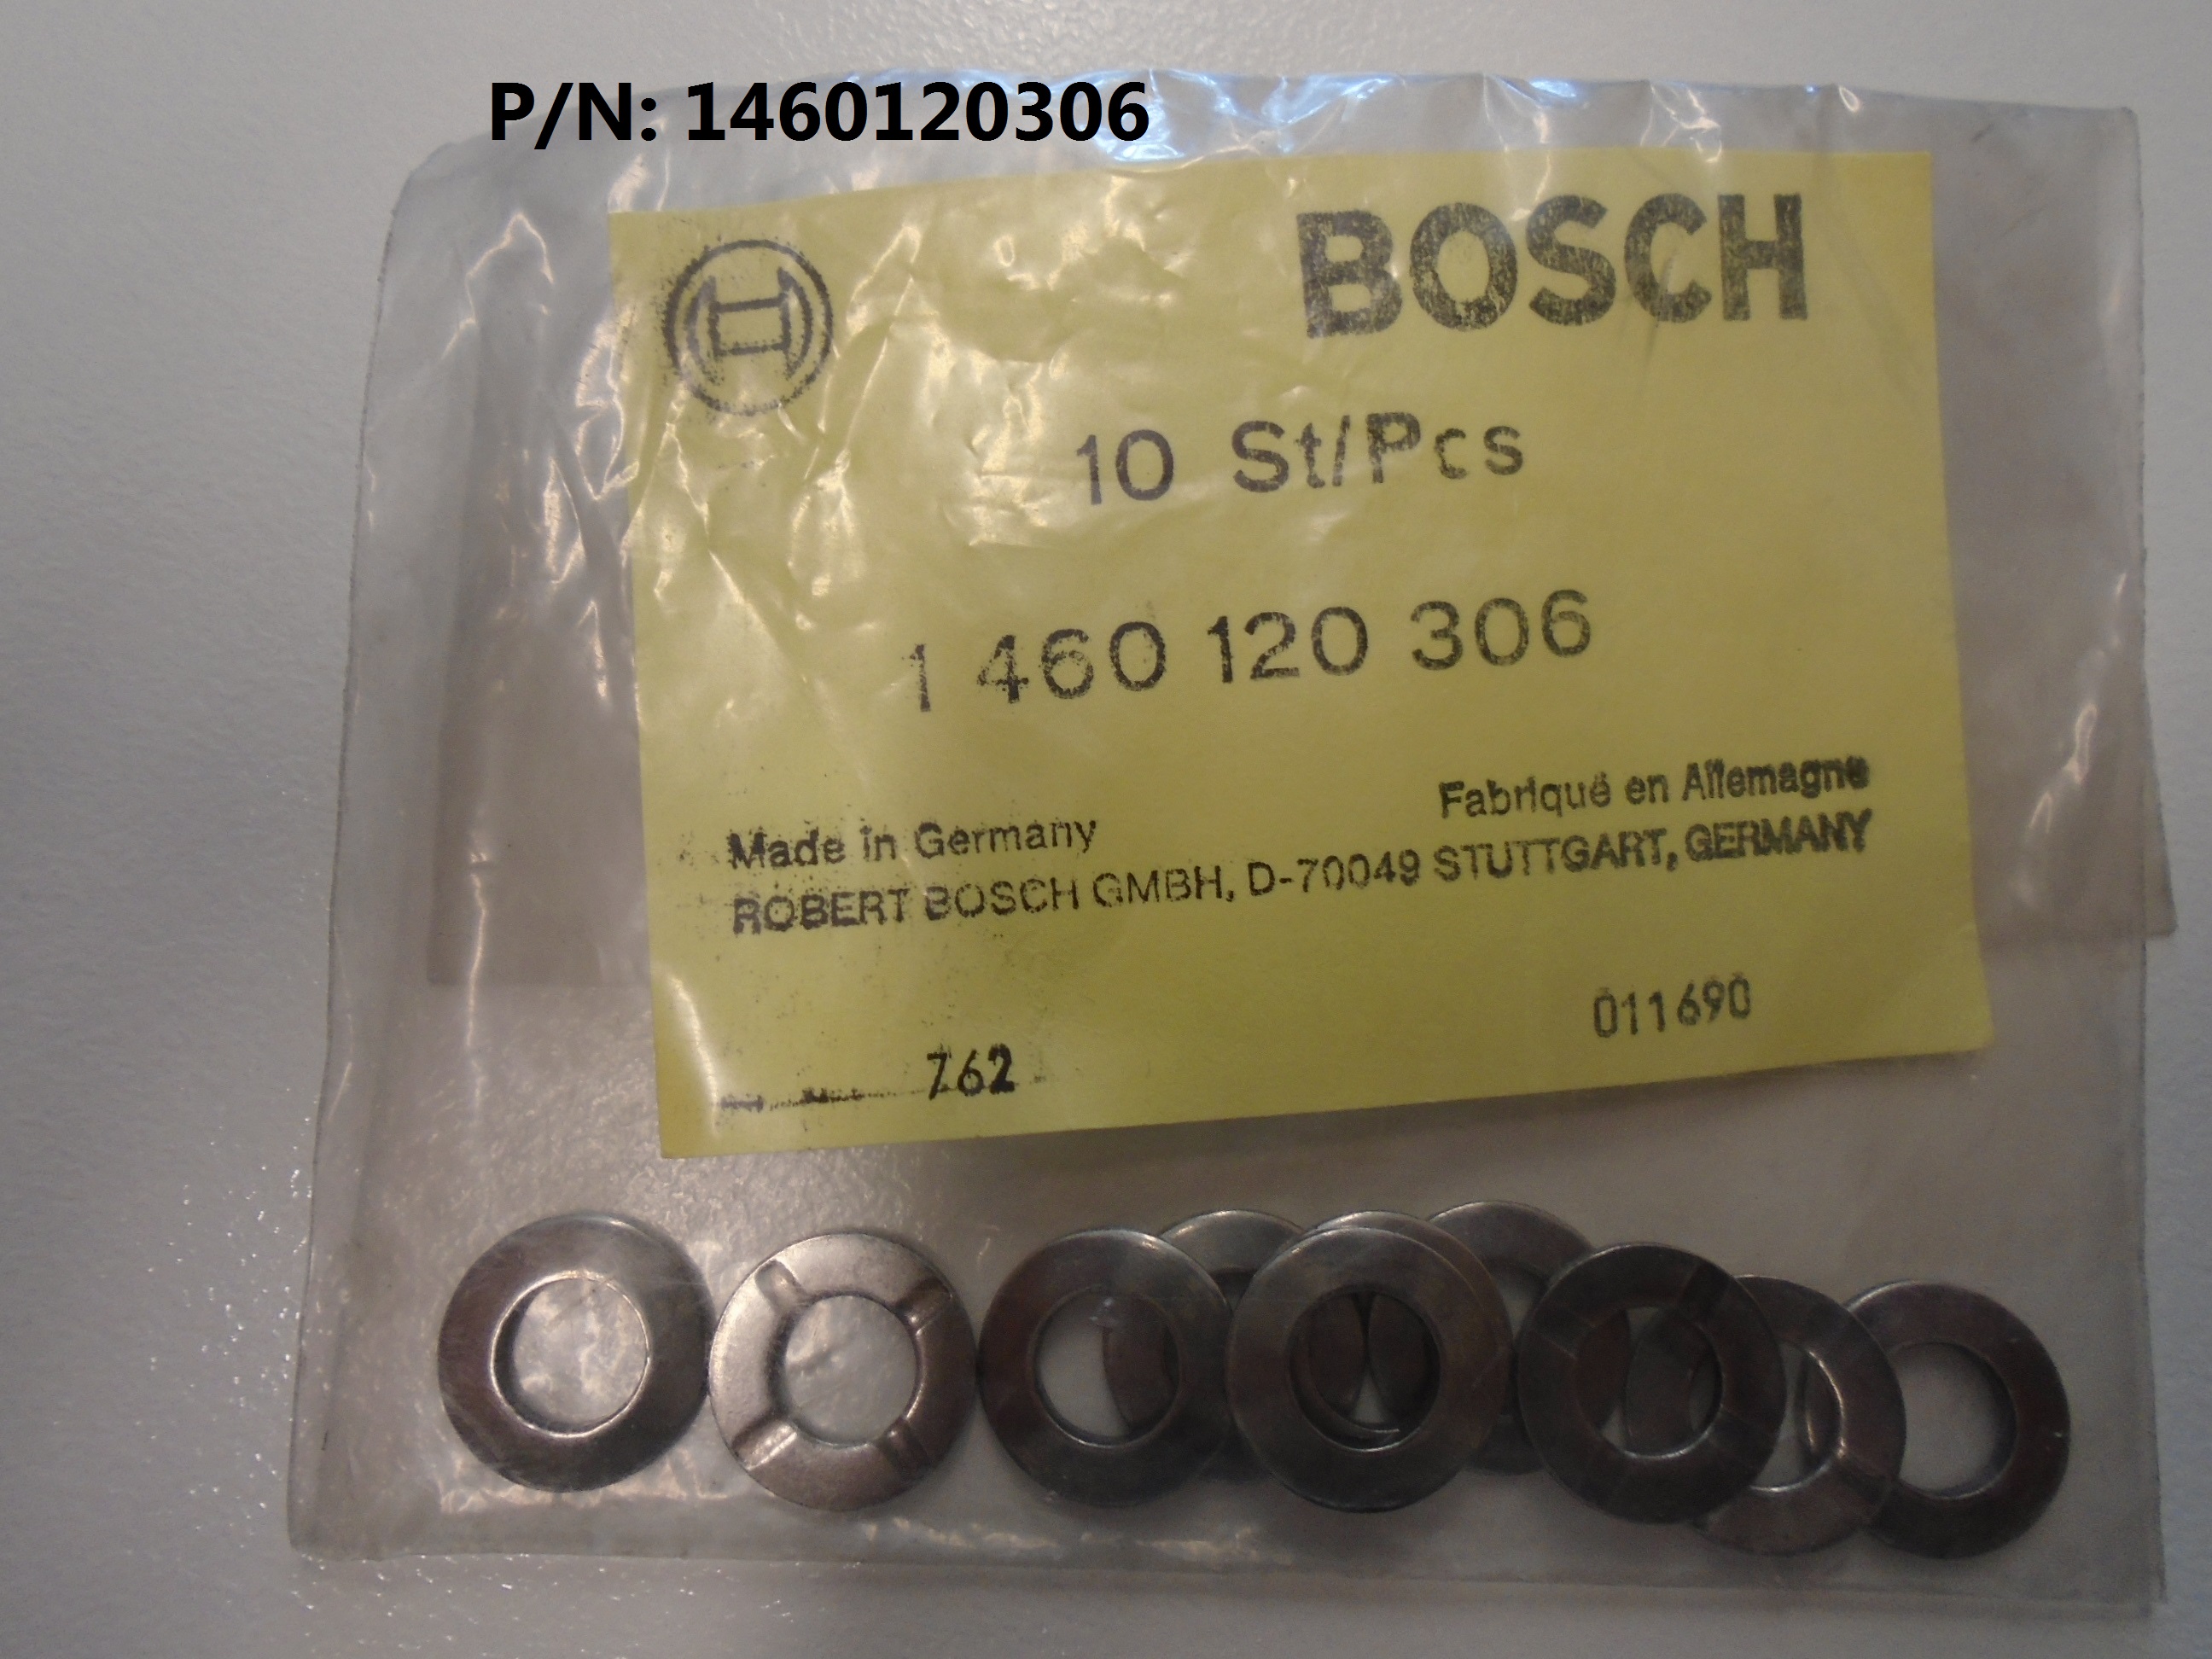 P/N: 1460120306
BOSCH
10 St/Pcs
1 460 120 306
Fabriqué en Allemagne
Made in Germany
ROBERT BOSCH GMBH, D-70049 STUTTGART, GERMANY
011690
762